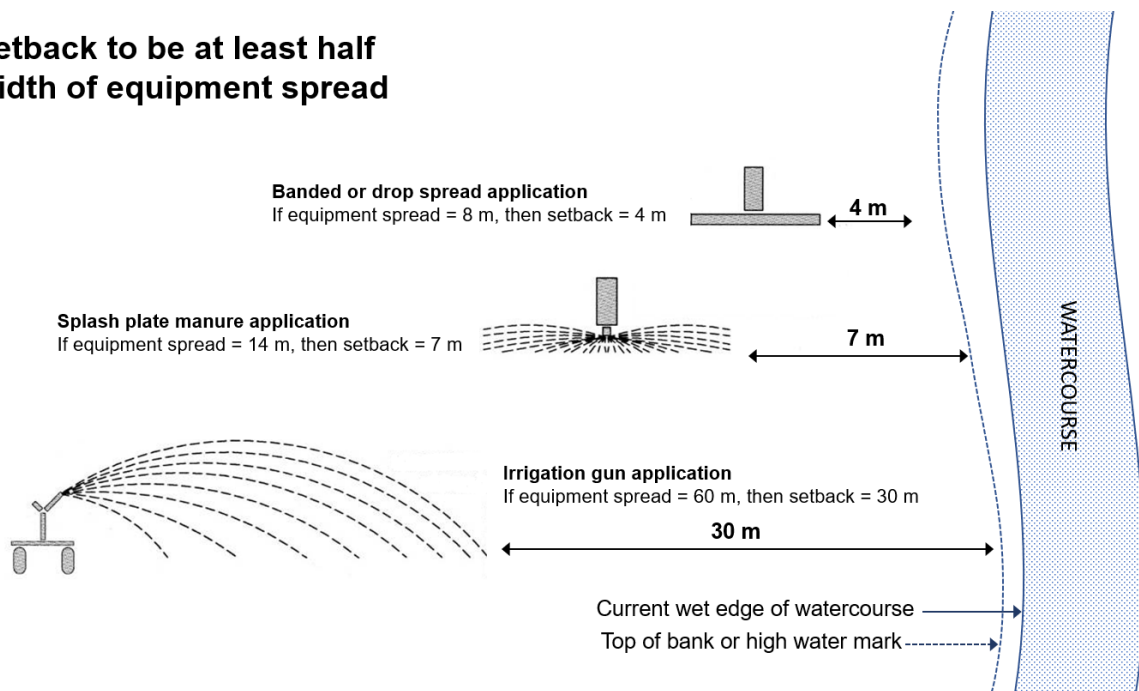 etback to be at least half
idth of equipment spread
Banded or drop spread application
If equipment spread = 8 m, then setback = 4 m
4 m
Splash plate manure application
If equipment spread = 14 m, then setback = 7 m
7 m
WATERCOURSE
Irrigation gun application
If equipment spread = 60 m, then setback = 30 m
30 m
Current wet edge of watercourse
Top of bank or high water mark